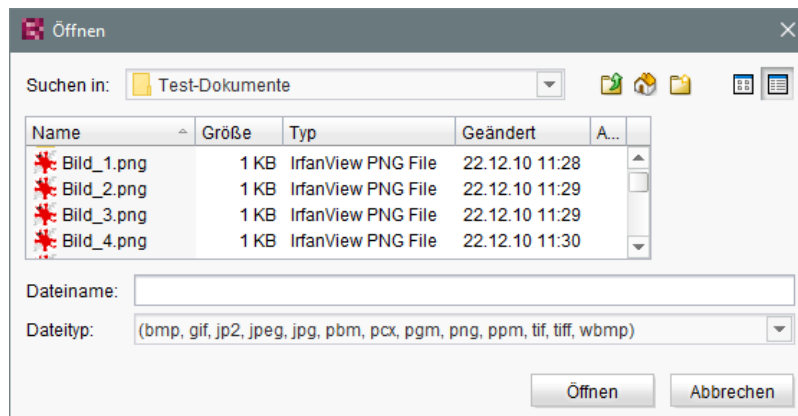 Öffnen
Suchen in: Test-Dokumente
Name Größe Typ Geändert A...
Bild_1.png 1 KB IrfanView PNG File 22.12.10 11:28
Bild_2.png 1 KB IrfanView PNG File 22.12.10 11:29
Bild_3.png 1 KB IrfanView PNG File 22.12.10 11:29
Bild_4.png 1 KB IrfanView PNG File 22.12.10 11:30
Dateiname:
Dateityp: (bmp, gif, jp2, jpeg, jpg, pbm, pcx, pgm, png, ppm, tif, tiff, wbmp)
Öffnen Abbrechen